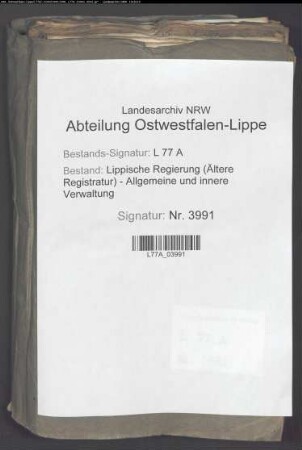 Landesarchiv NRW
Abteilung Ostwestfalen-Lippe
Bestands-Signatur: L 77 A
Bestand: Lippische Regierung (Ältere
Registratur) - Allgemeine und innere
Verwaltung
Signatur: Nr. 3991
L77A_03991